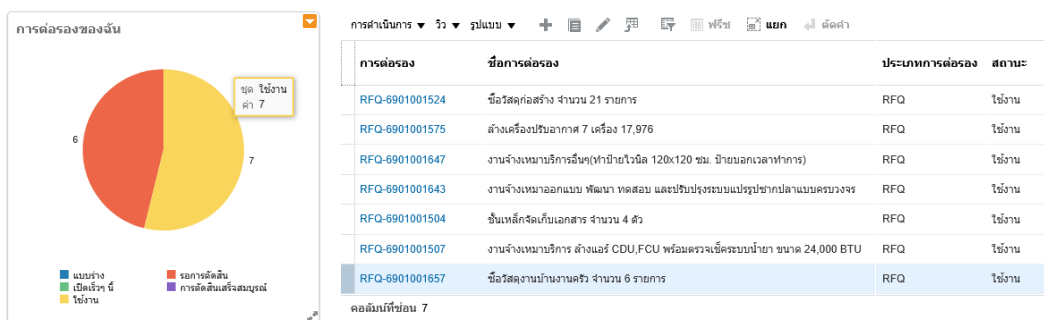 การต่อรองของฉัน
ชุด ใช้งาน
ค่า 7
6
7
แบบร่าง
รอการตัดสิน
เปิดเร็วๆ นี้
การตัดสินเสร็จสมบูรณ์
ใช้งาน
การดำเนินการ วิว รูปแบบ ฟรีซ แยก ตัดคำ
การต่อรอง ชื่อการต่อรอง ประเภทการต่อรอง สถานะ
RFQ-6901001524 ซื้อวัสดุก่อสร้าง จำนวน 21 รายการ RFQ ใช้งาน
RFQ-6901001575 ล้างเครื่องปรับอากาศ 7 เครื่อง 17,976 RFQ ใช้งาน
RFQ-6901001647 งานจ้างเหมาบริการอื่นๆ(ทำป้ายไวนิล 120x120 ซม. ป้ายบอกเวลาทำการ) RFQ ใช้งาน
RFQ-6901001643 งานจ้างเหมาออกแบบ พัฒนา ทดสอบ และปรับปรุงระบบแปรรูปซากปลาแบบครบวงจร RFQ ใช้งาน
RFQ-6901001504 ชั้นเหล็กจัดเก็บเอกสาร จำนวน 4 ตัว RFQ ใช้งาน
RFQ-6901001507 งานจ้างเหมาบริการ ล้างแอร์ CDU,FCU พร้อมตรวจเช็คระบบน้ำยา ขนาด 24,000 BTU RFQ ใช้งาน
RFQ-6901001657 ซื้อวัสดุงานบ้านงานครัว จำนวน 6 รายการ RFQ ใช้งาน
คอลัมน์ที่ซ่อน 7